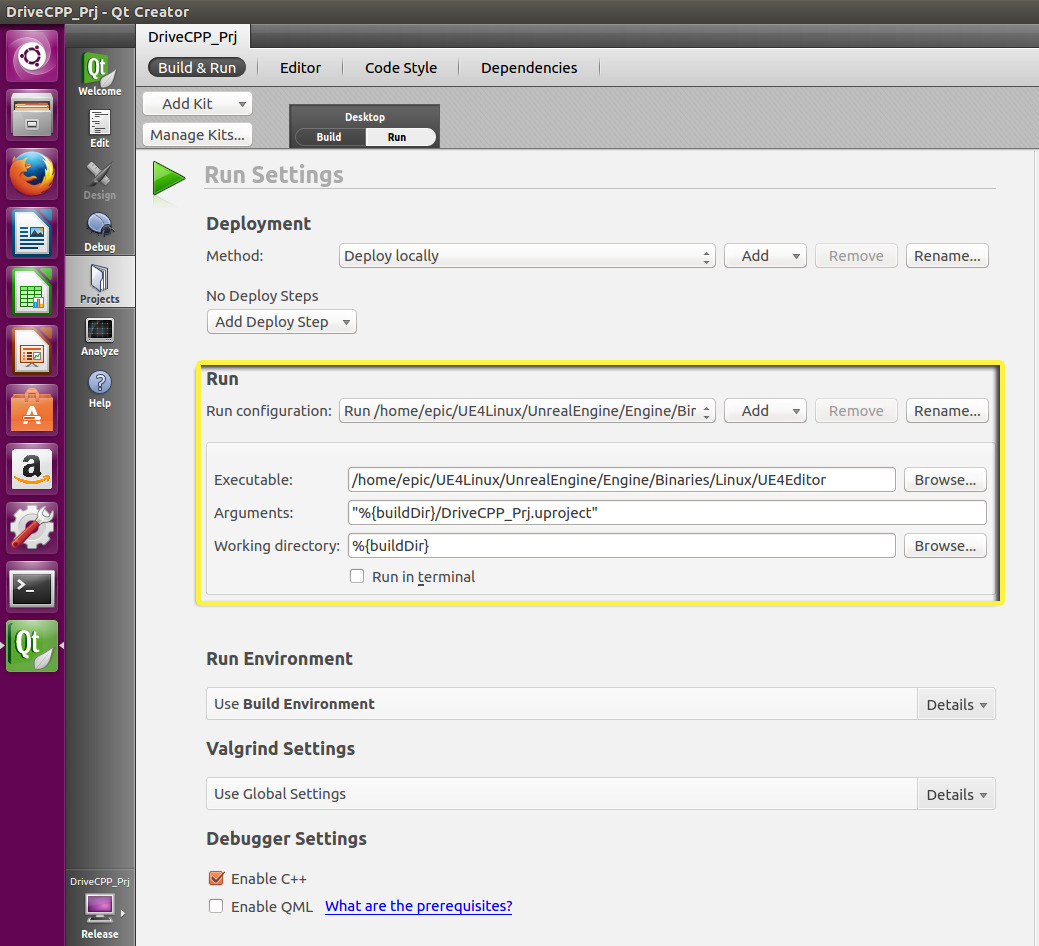 DriveCPP_Prj - Qt Creator
DriveCPP_Prj
Build & Run Editor Code Style Dependencies
Add Kit
Manage Kits...
Desktop
Build Run
Qt
Welcome
Edit
Design
Debug
Projects
Analyze
Help
Run Settings
Deployment
Method: Deploy locally Add Remove Rename...
No Deploy Steps
Add Deploy Step
Run
Run configuration: Run /home/epic/UE4Linux/UnrealEngine/Engine/Bir Add Remove Rename...
Executable: /home/epic/UE4Linux/UnrealEngine/Engine/Binaries/Linux/UE4Editor Browse...
Arguments: "%{buildDir}/DriveCPP_Prj.uproject"
Working directory: %{buildDir} Browse...
Run in terminal
Run Environment
Use Build Environment Details
Valgrind Settings
Use Global Settings Details
Debugger Settings
Enable C++
Enable QML What are the prerequisites?
A
a
>_
Qt
DriveCPP_Prj
Release